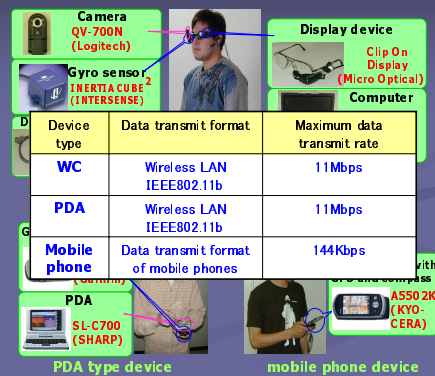 Camera
QV-700N
(Logitech)
Gyro sensor
INERTIA CUBE2
(INTERSENSE)
Display device
Clip On
Display
(Micro Optical)
Computer
Device type	Data transmit format	Maximum data transmit rate
WC	Wireless LAN IEEE802.11b	11Mbps
PDA	Wireless LAN IEEE802.11b	11Mbps
Mobile phone	Data transmit format of mobile phones	144Kbps
PDA
SL-C700
(SHARP)
with
compass
A5502K
(KYO-
CERA)
PDA type device
mobile phone device